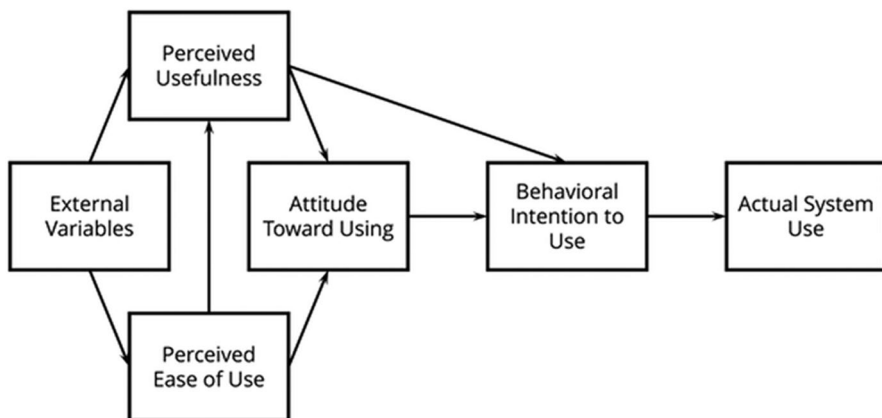 Perceived
Usefulness
External
Variables
Attitude
Toward Using
Behavioral
Intention to
Use
Actual System
Use
Perceived
Ease of Use